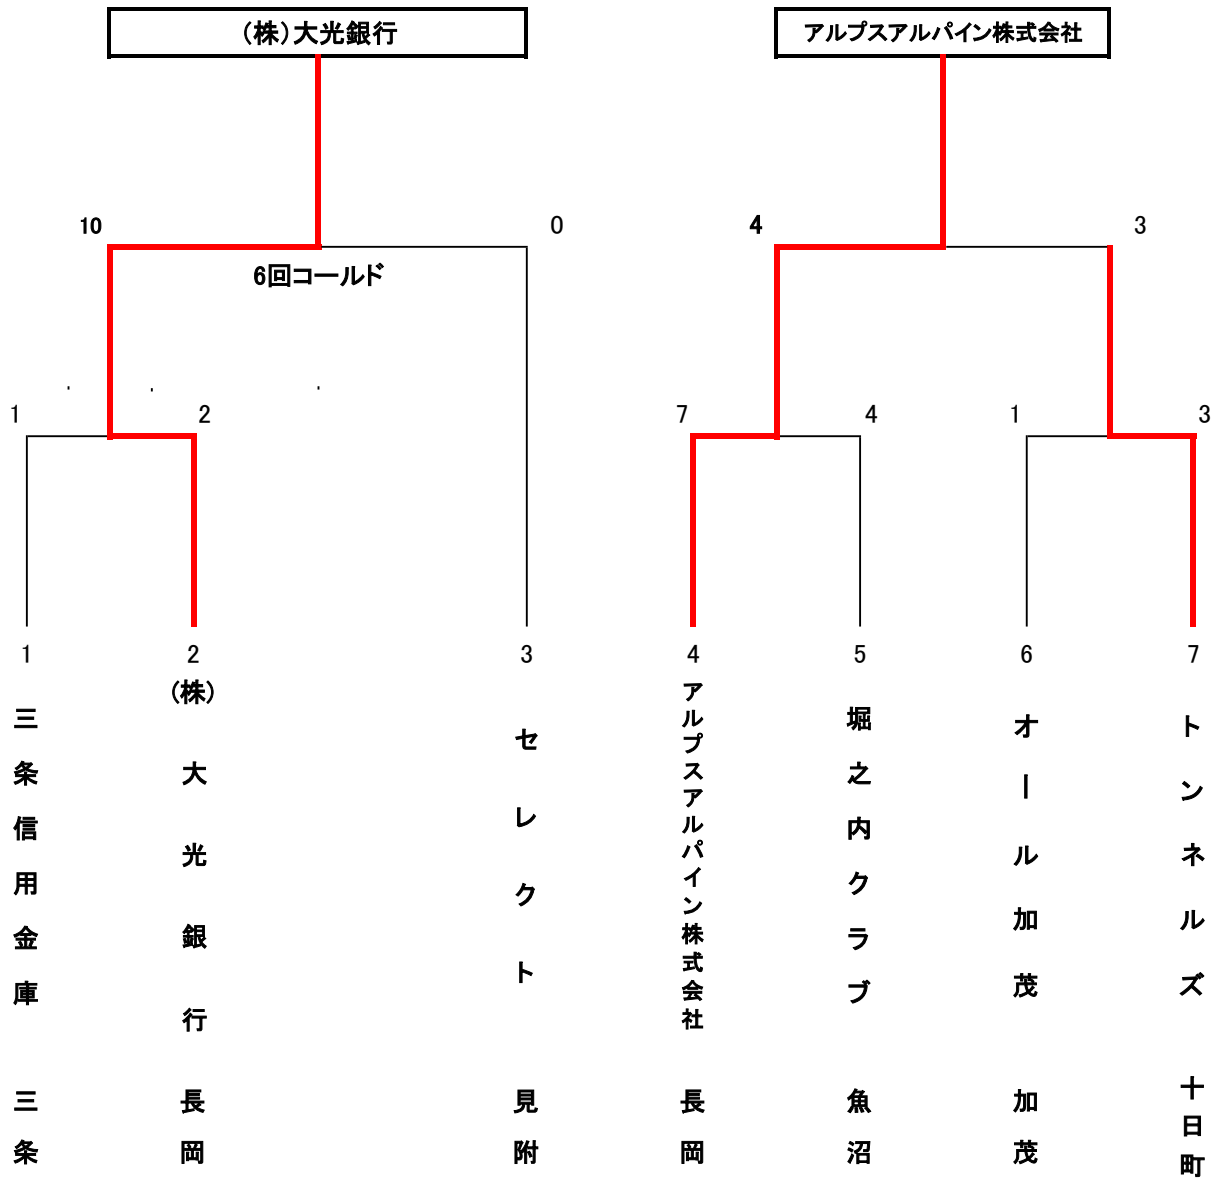 (株)大光銀行
アルプスアルパイン株式会社
10
0
4
3
6回コールド
1
2
7
4
1
3
1
2
3
4
5
6
7
三条信用金庫
(株)大光銀行
セレクト
アルプスアルパイン株式会社
堀之内クラブ
オール加茂
トンネルズ
三条
長岡
見附
長岡
魚沼
加茂
十日町